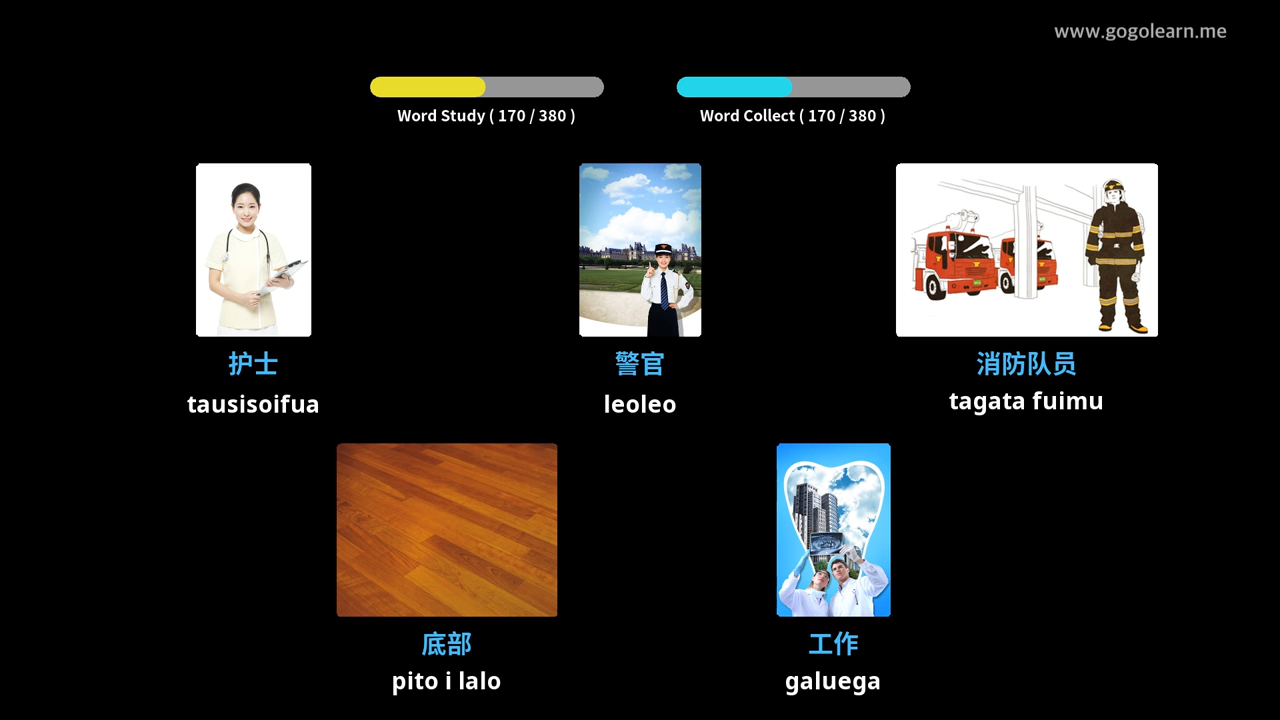 www.gogolearn.me
Word Study ( 170 / 380 )
Word Collect ( 170 / 380 )
护士
tausisoifua
警官
leoleo
消防队员
tagata fuimu
底部
pito i lalo
工作
galuega